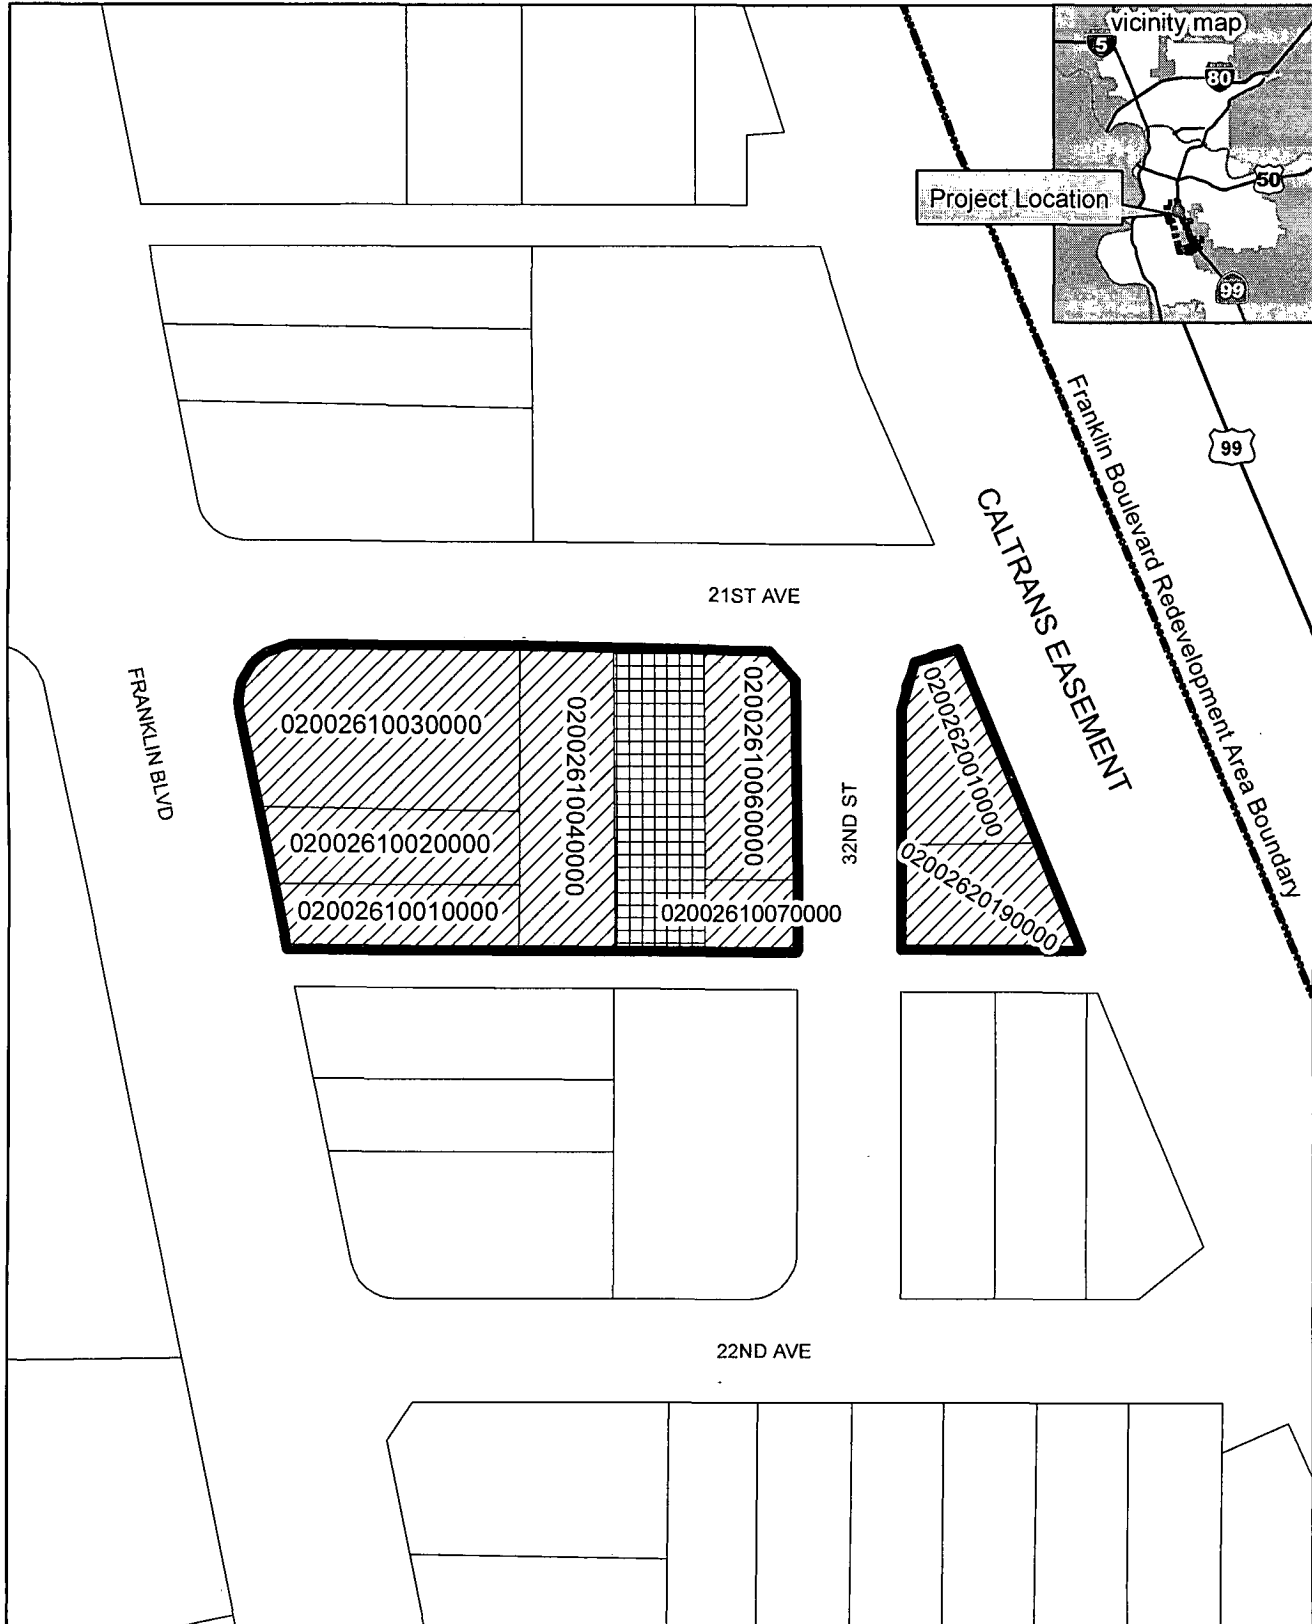 vicinity map
5
80
50
99
Project Location
Franklin Boulevard Redevelopment Area Boundary
99
CALTRANS EASEMENT
21ST AVE
FRANKLIN BLVD
02002610030000
02002610020000
02002610010000
02002610040000
02002610060000
02002610070000
32ND ST
02002620010000
02002620190000
22ND AVE